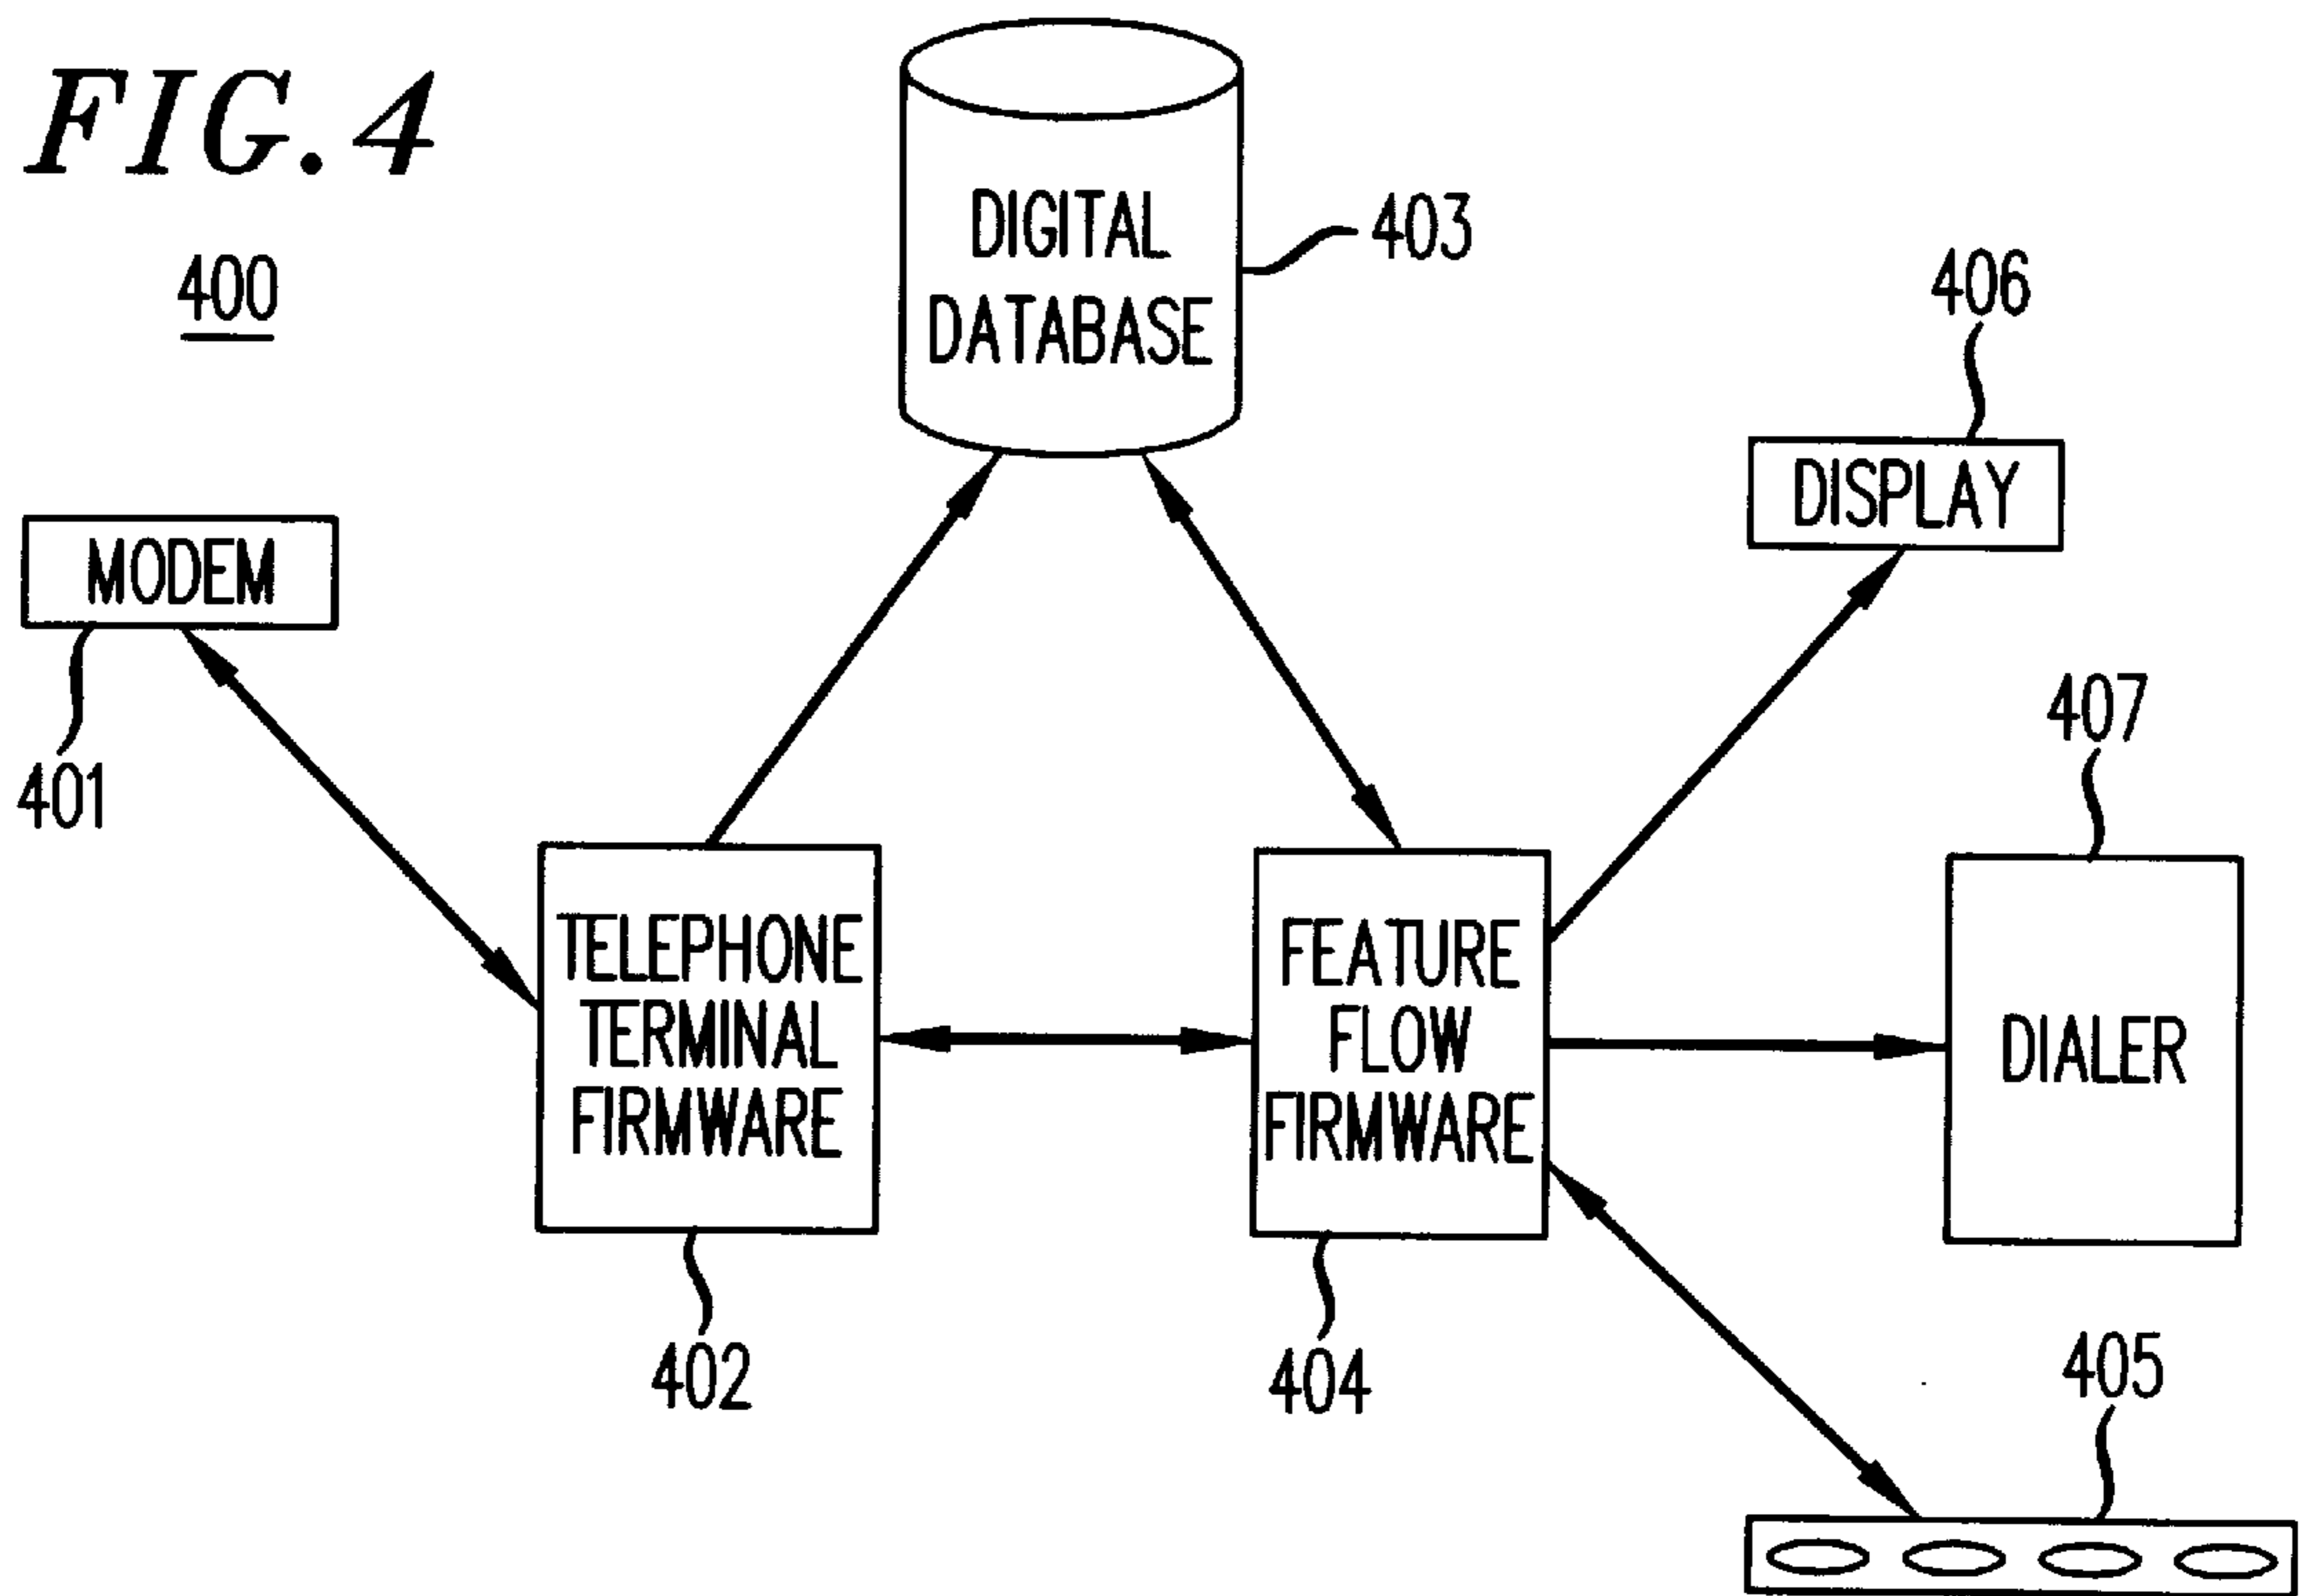 FIG. 4
400
DIGITAL
DATABASE
403
406
DISPLAY
MODEM
401
407
TELEPHONE
TERMINAL
FIRMWARE
FEATURE
FLOW
FIRMWARE
DIALER
402
404
405